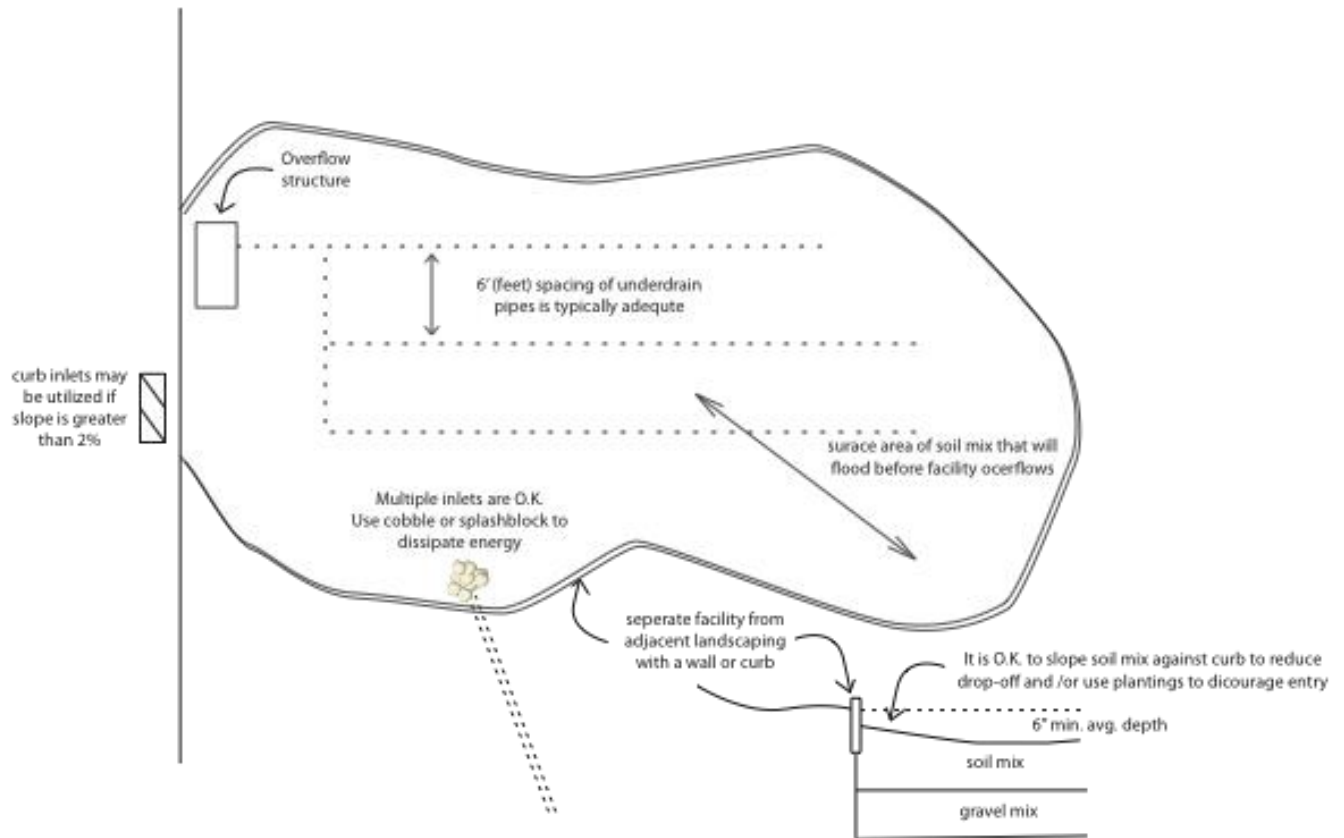 Overflow
structure
6' (feet) spacing of underdrain
pipes is typically adequte
curb inlets may
be utilized if
slope is greater
than 2%
surace area of soil mix that will
flood before facility ocerflows
Multiple inlets are O.K.
Use cobble or splashblock to
dissipate energy
seperate facility from
adjacent landscaping
with a wall or curb
It is O.K. to slope soil mix against curb to reduce
drop-off and /or use plantings to dicourage entry
6" min. avg. depth
soil mix
gravel mix